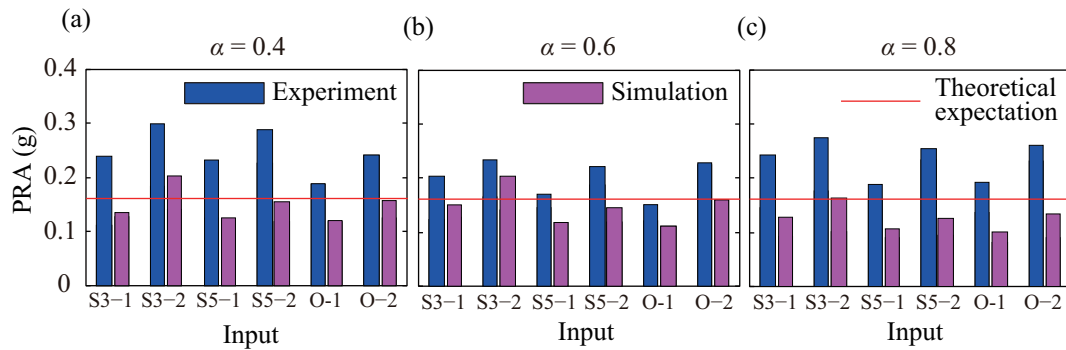 (a)
(b)
(c)
α = 0.4
α = 0.6
α = 0.8
PRA (g)
0.4
0.3
0.2
0.1
0
Experiment
Simulation
Theoretical
expectation
S3−1 S3−2 S5−1 S5−2 O-1 O−2
S3−1 S3−2 S5−1 S5−2 O-1 O−2
S3−1 S3−2 S5−1 S5−2 O-1 O−2
Input
Input
Input